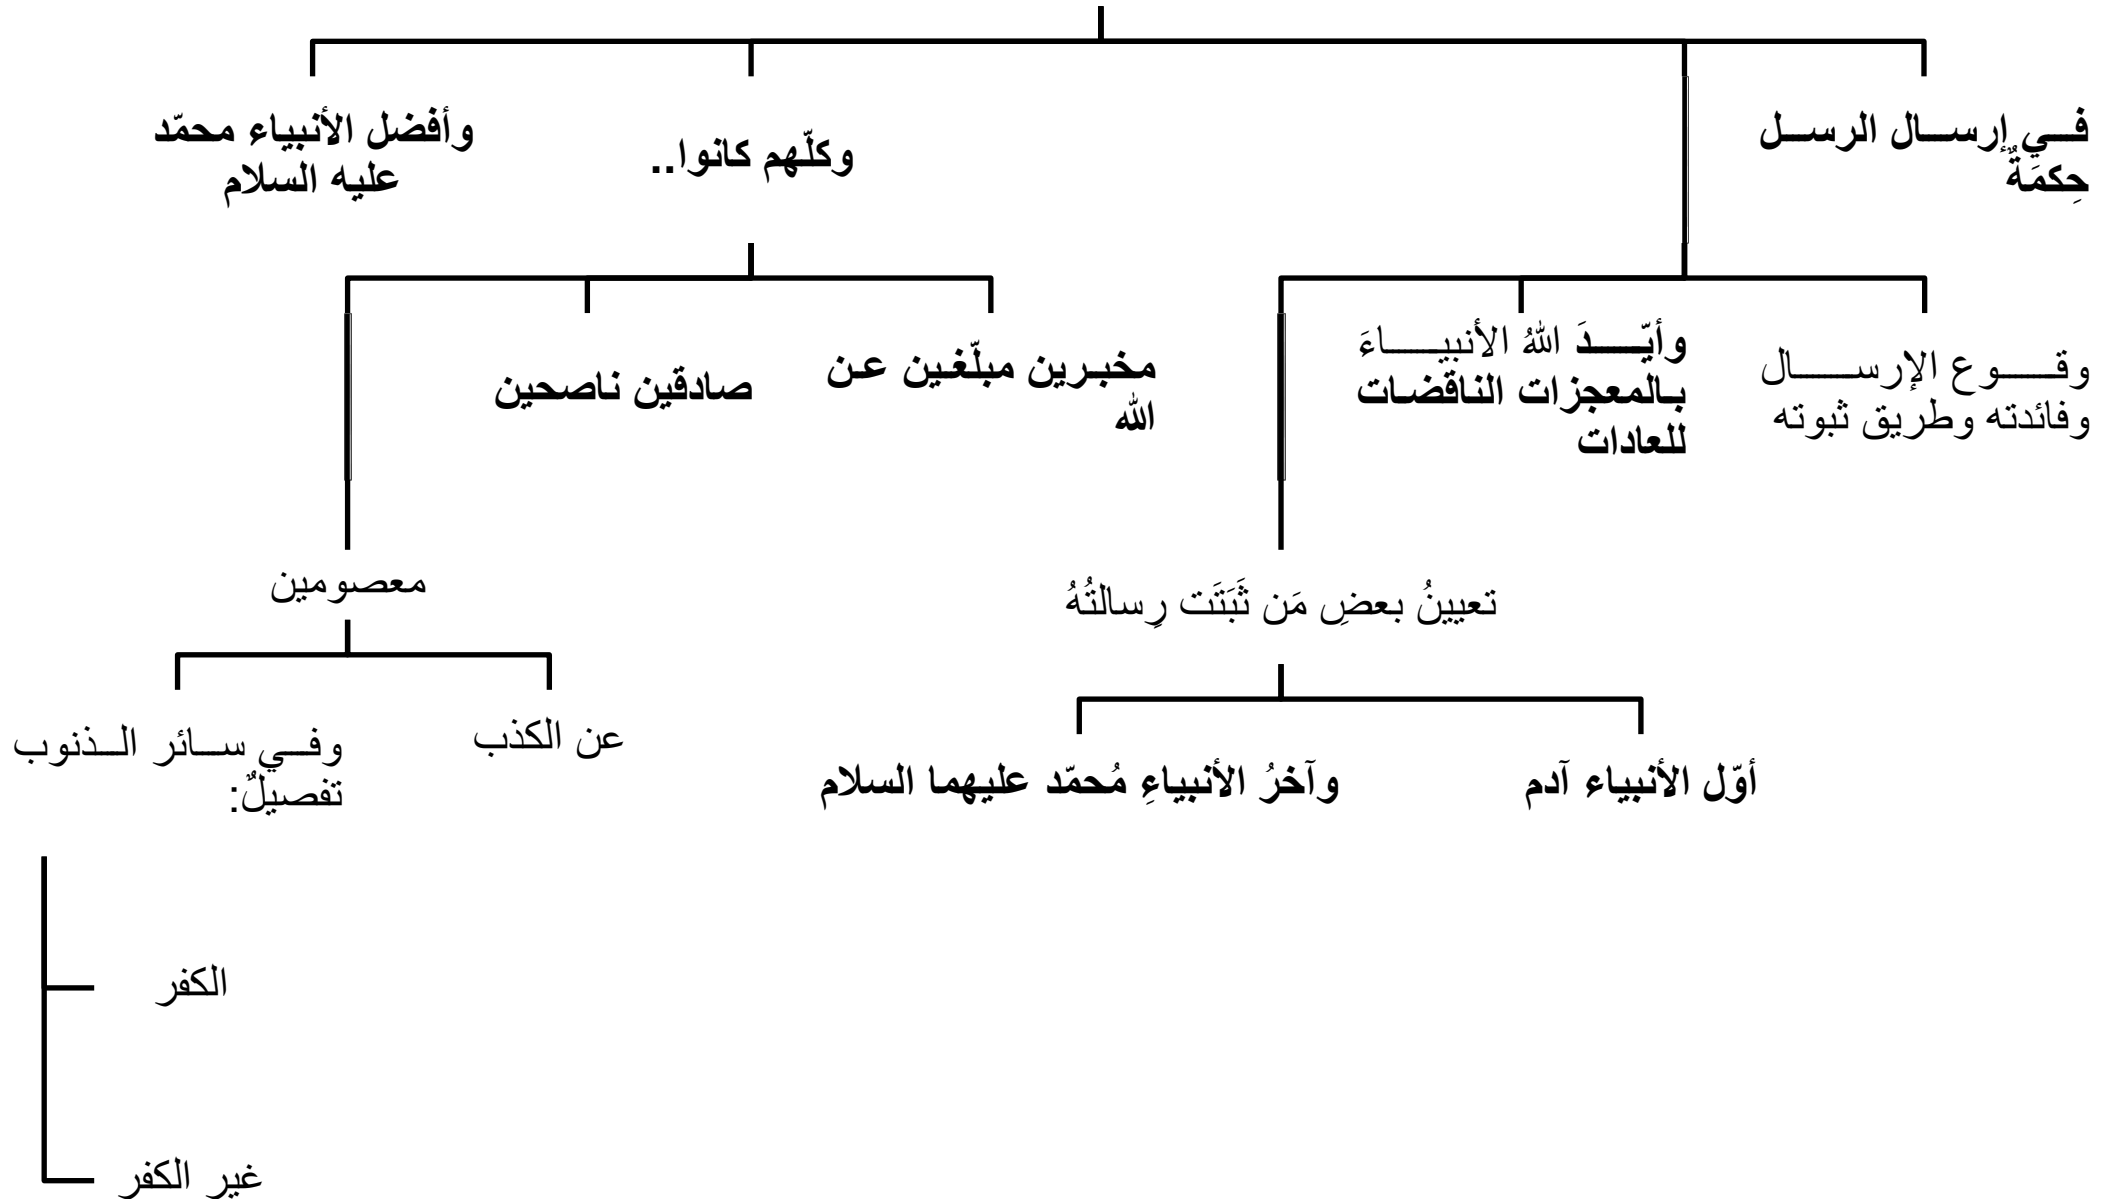 في إرسال الرسل
حِكمَةٌ
وكلّهم كانوا..
وأفضل الأنبياء محمّد
عليه السلام
وقوع الإرسال
وفائدته وطريق ثبوته
وأيّدَ اللهُ الأنبياءَ
بالمعجزات الناقضات
للعادات
مخبرين مبلّغين عن
الله
صادقين ناصحين
تعيينُ بعضِ مَن ثَبَتَت رِسالتُهُ
معصومين
أوّل الأنبياء آدم
وآخرُ الأنبياءِ مُحمّد عليهما السلام
عن الكذب
وفي سائر الذنوب
تفصيلٌ:
الكفر
غير الكفر